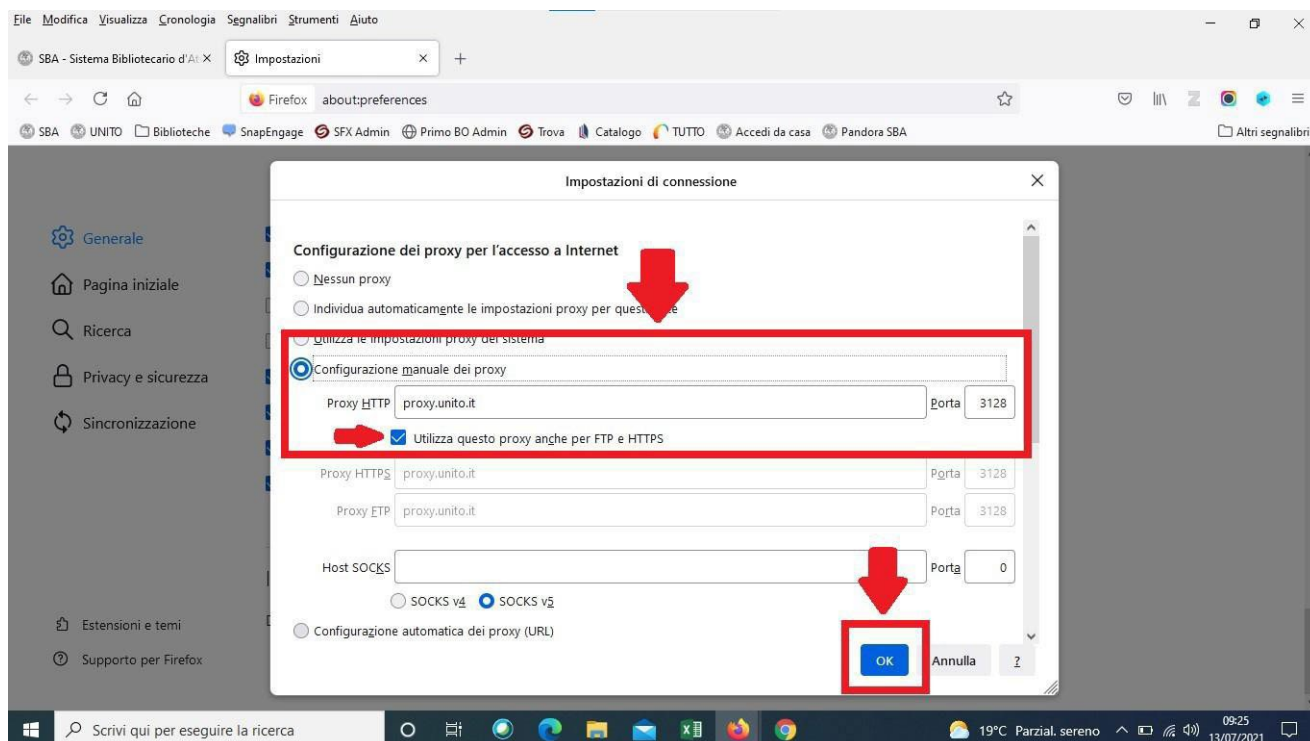 File Modifica Visualizza Cronologia Segnalibri Strumenti Aiuto
SBA - Sistema Bibliotecario d'At Impostazioni
Firefox about:preferences
SBA UNITO Biblioteche SnapEngage SFX Admin Primo BO Admin Trova Catalogo TUTTO Accedi da casa Pandora SBA Altri segnalibri
Impostazioni di connessione
Generale
Pagina iniziale
Ricerca
Privacy e sicurezza
Sincronizzazione
Estensioni e temi
Supporto per Firefox
Configurazione dei proxy per l'accesso a Internet
Nessun proxy
Individua automaticamente le impostazioni proxy per questa rete
Utilizza le impostazioni proxy del sistema
Configurazione manuale dei proxy
Proxy HTTP proxy.unito.it Porta 3128
Utilizza questo proxy anche per FTP e HTTPS
Proxy HTTPS proxy.unito.it Porta 3128
Proxy FTP proxy.unito.it Porta 3128
Host SOCKS Porta 0
SOCKS v4 SOCKS v5
Configurazione automatica dei proxy (URL)
OK Annulla ?
Scrivi qui per eseguire la ricerca 19°C Parzial. sereno 09:25
13/07/2021